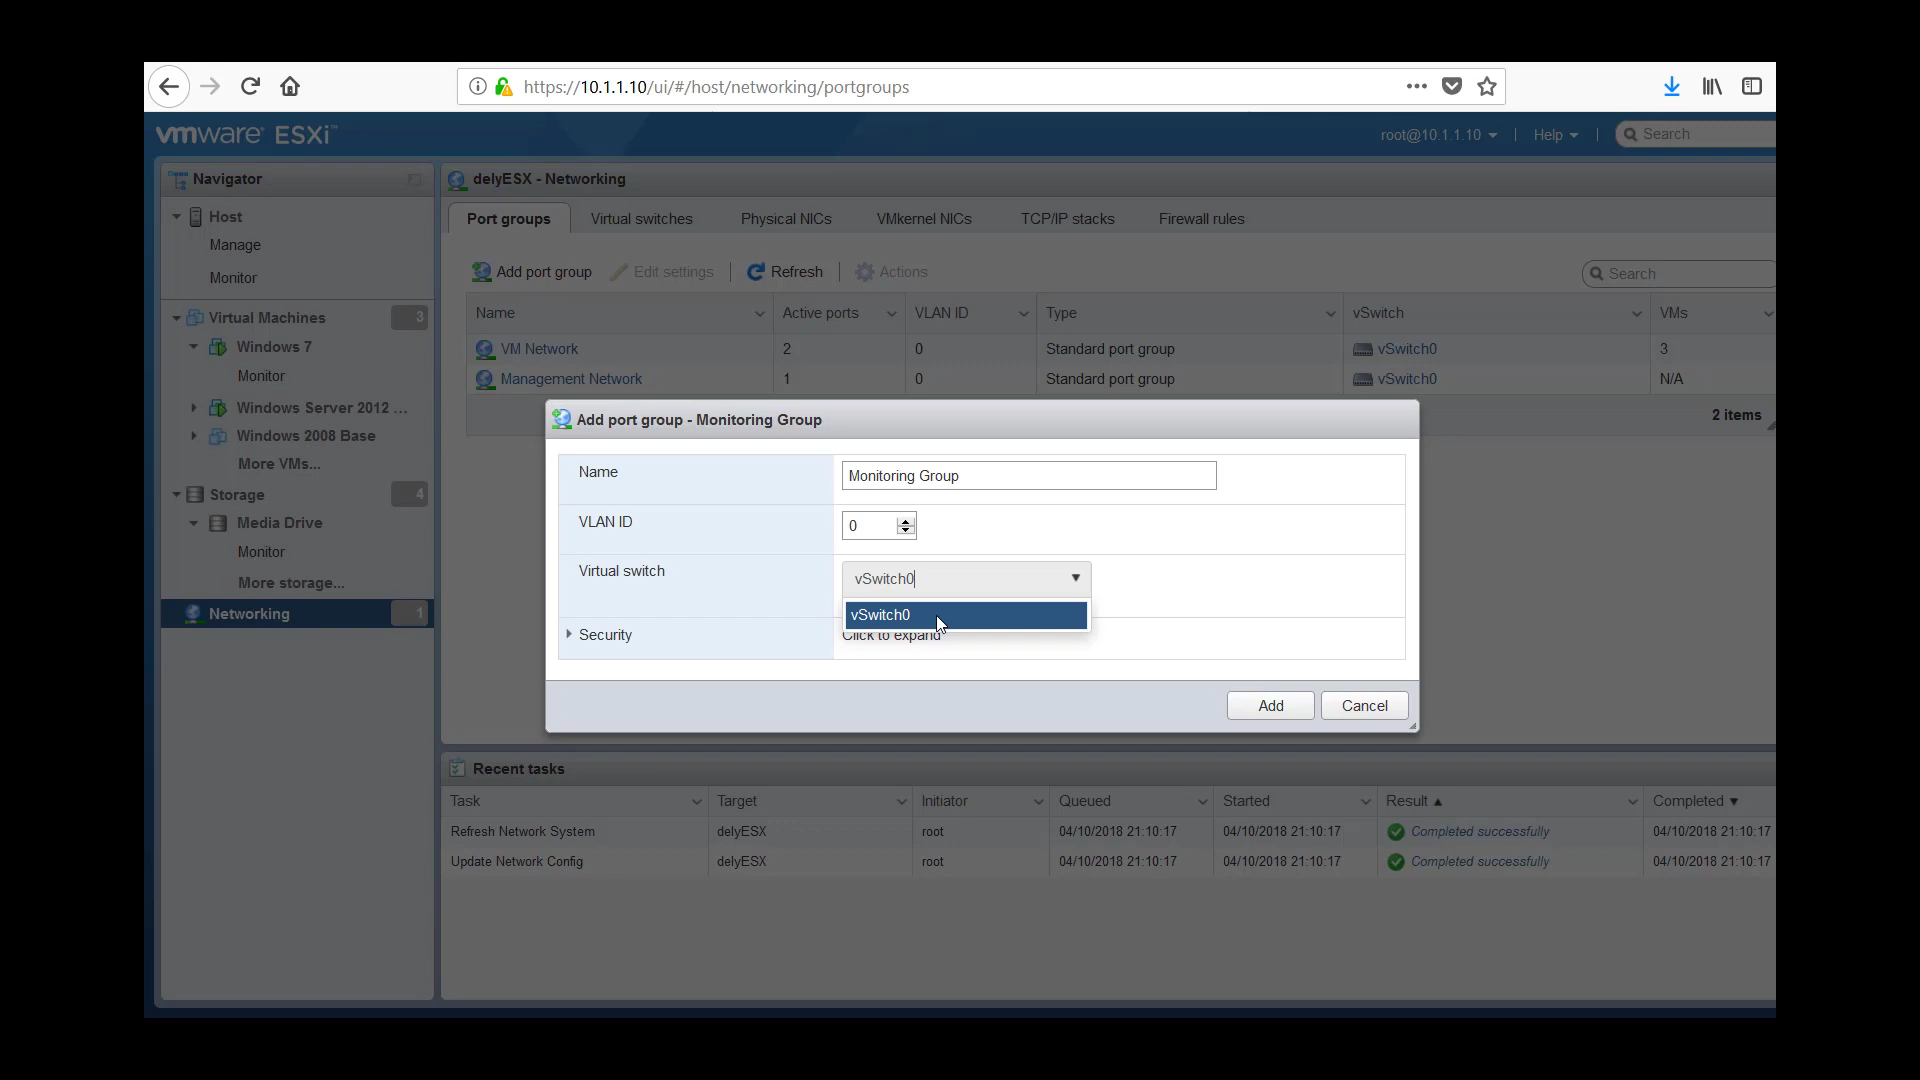 https://10.1.1.10/ui/#/host/networking/portgroups
vmware ESXi™
root@10.1.1.10 | Help | Search
Navigator
Host
Manage
Monitor
Virtual Machines 3
Windows 7
Monitor
Windows Server 2012 ...
Windows 2008 Base
More VMs...
Storage 4
Media Drive
Monitor
More storage...
Networking 1
delyESX - Networking
Port groups Virtual switches Physical NICs VMkernel NICs TCP/IP stacks Firewall rules
Add port group Edit settings | Refresh | Actions Search
Name Active ports VLAN ID Type vSwitch VMs
VM Network 2 0 Standard port group vSwitch0 3
Management Network 1 0 Standard port group vSwitch0 N/A
2 items
Add port group - Monitoring Group
Name Monitoring Group
VLAN ID 0
Virtual switch vSwitch0
vSwitch0
Security Click to expand
Add Cancel
Recent tasks
Task Target Initiator Queued Started Result Completed
Refresh Network System delyESX root 04/10/2018 21:10:17 04/10/2018 21:10:17 Completed successfully 04/10/2018 21:10:17
Update Network Config delyESX root 04/10/2018 21:10:17 04/10/2018 21:10:17 Completed successfully 04/10/2018 21:10:17